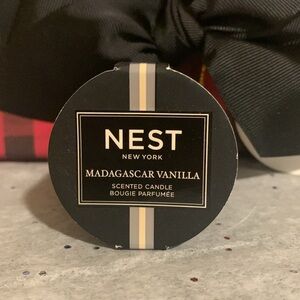 NEST
NEW YORK
MADAGASCAR VANILLA
SCENTED CANDLE
BOUGIE PARFUMÉE